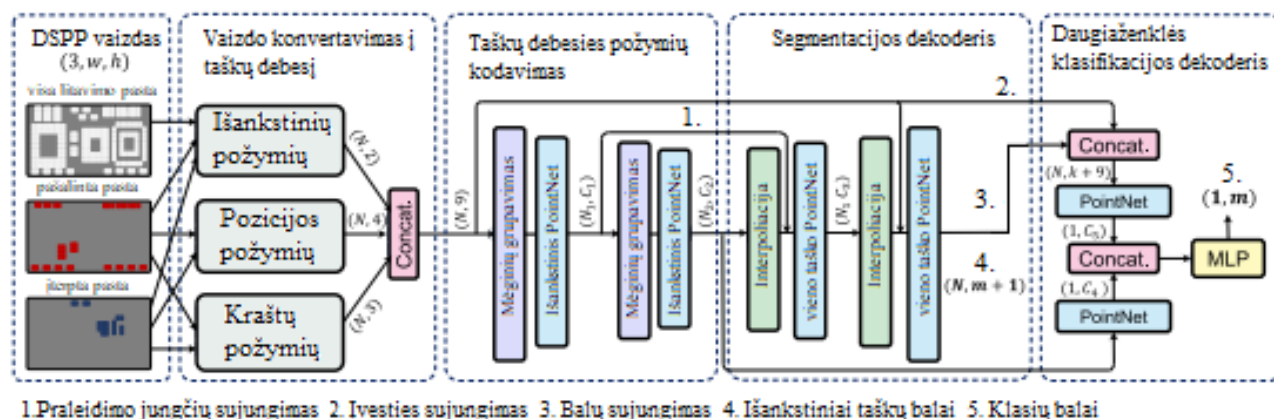 DSPP vaizdas
(3, w, h)
visa litavimo pasta
pašalinta pasta
įterpta pasta
Vaizdo konvertavimas į
taškų debesį
Išankstinių
požymių
Pozicijos
požymių
Kraštų
požymių
(N, 2)
(N, 4)
(N, 3)
Concat.
Taškų debesies požymių
kodavimas
(N, 9)
Mėginių grupavimas
Išankstinis PointNet
(N₁, C₁)
1.
Mėginių grupavimas
Išankstinis PointNet
(N₂, C₂)
Segmentacijos dekoderis
Interpoliacija
vieno taško PointNet
(N₁, C₃)
Interpoliacija
vieno taško PointNet
2.
3.
4.
(N, m + 1)
Daugiaženklės
klasifikacijos dekoderis
Concat.
(N, k + 9)
PointNet
(1, C₅)
Concat.
(1, C₄)
PointNet
5.
(1, m)
MLP
1.Praleidimo jungčių sujungimas 2. Įvesties sujungimas 3. Balų sujungimas 4. Išankstiniai taškų balai 5. Klasių balai